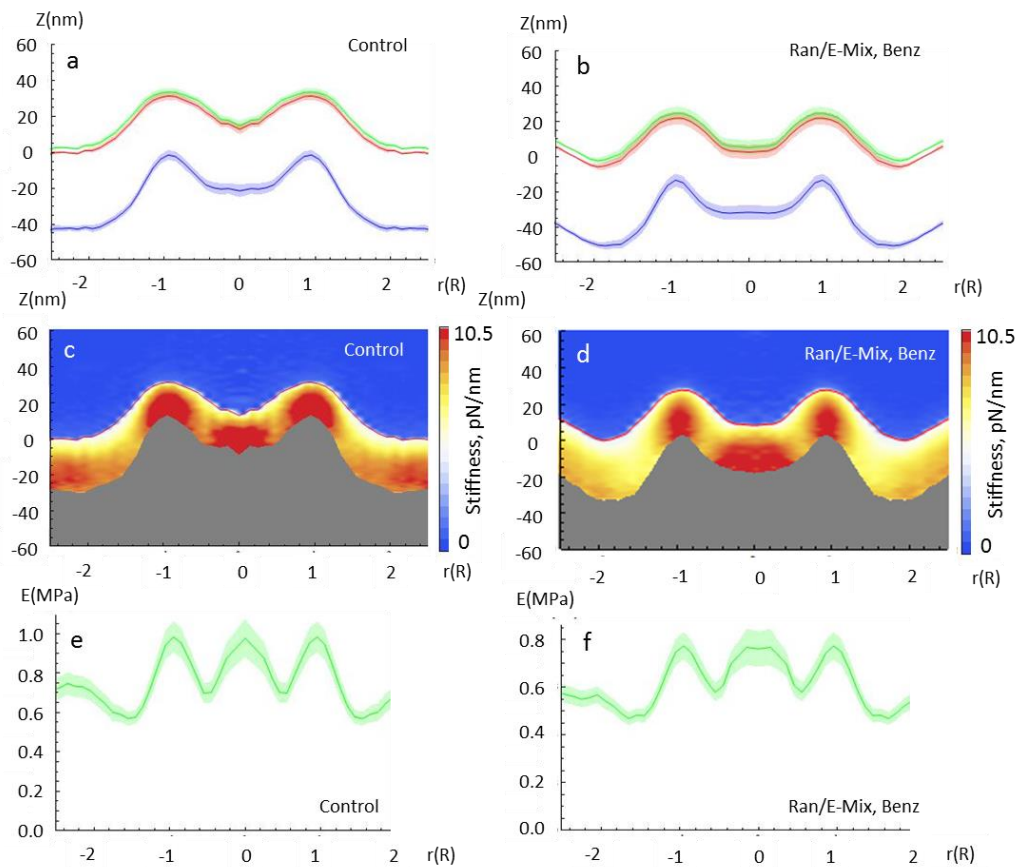 Z(nm)
a
Control
60
40
20
0
-20
-40
-60
-2
-1
0
1
2
r(R)
Z(nm)
b
Ran/E-Mix, Benz
60
40
20
0
-20
-40
-60
-2
-1
0
1
2
r(R)
Z(nm)
c
Control
60
40
20
0
-20
-40
-60
-2
-1
0
1
2
r(R)
10.5
Stiffness, pN/nm
0
Z(nm)
d
Ran/E-Mix, Benz
60
40
20
0
-20
-40
-60
-2
-1
0
1
2
r(R)
10.5
Stiffness, pN/nm
0
E(MPa)
e
1.0
0.8
0.6
0.4
0.2
0.0
Control
-2
-1
0
1
2
r(R)
E(MPa)
f
0.8
0.6
0.4
0.2
0.0
Ran/E-Mix, Benz
-2
-1
0
1
2
r(R)